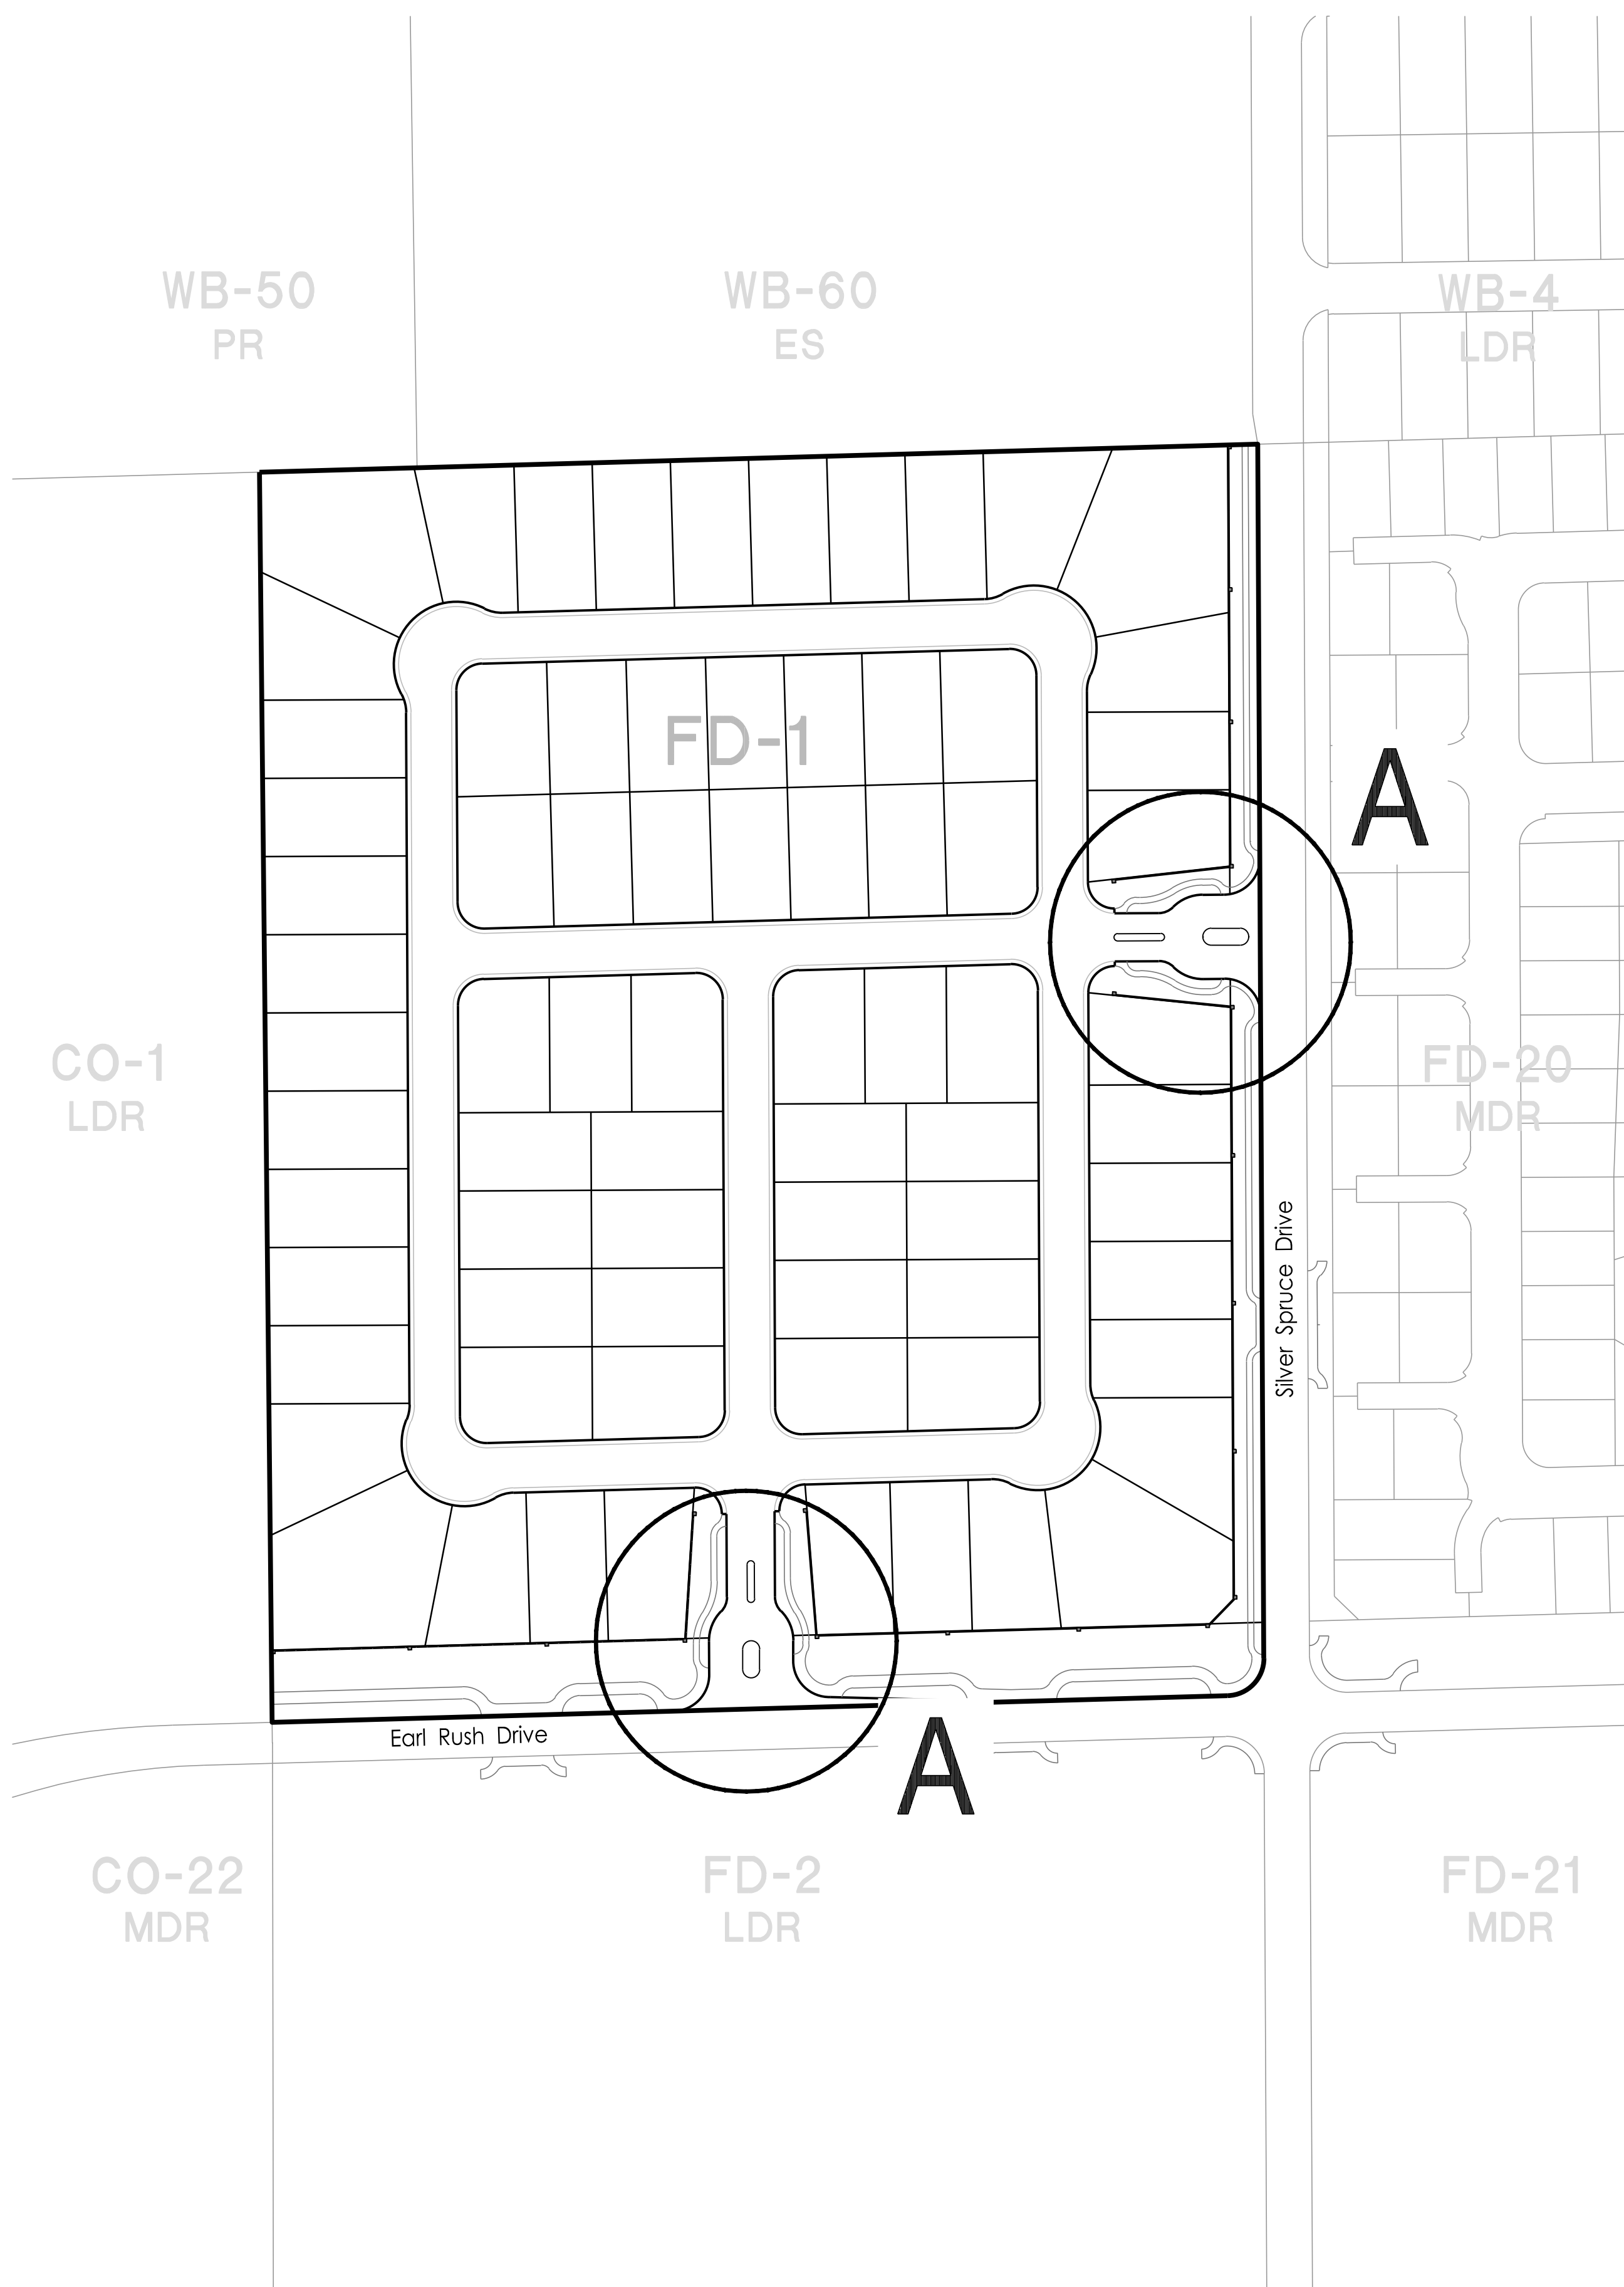 WB-50
PR
WB-60
ES
WB-4
LDR
FD-1
A
CO-1
LDR
FD-20
MDR
Silver Spruce Drive
Earl Rush Drive
A
CO-22
MDR
FD-2
LDR
FD-21
MDR